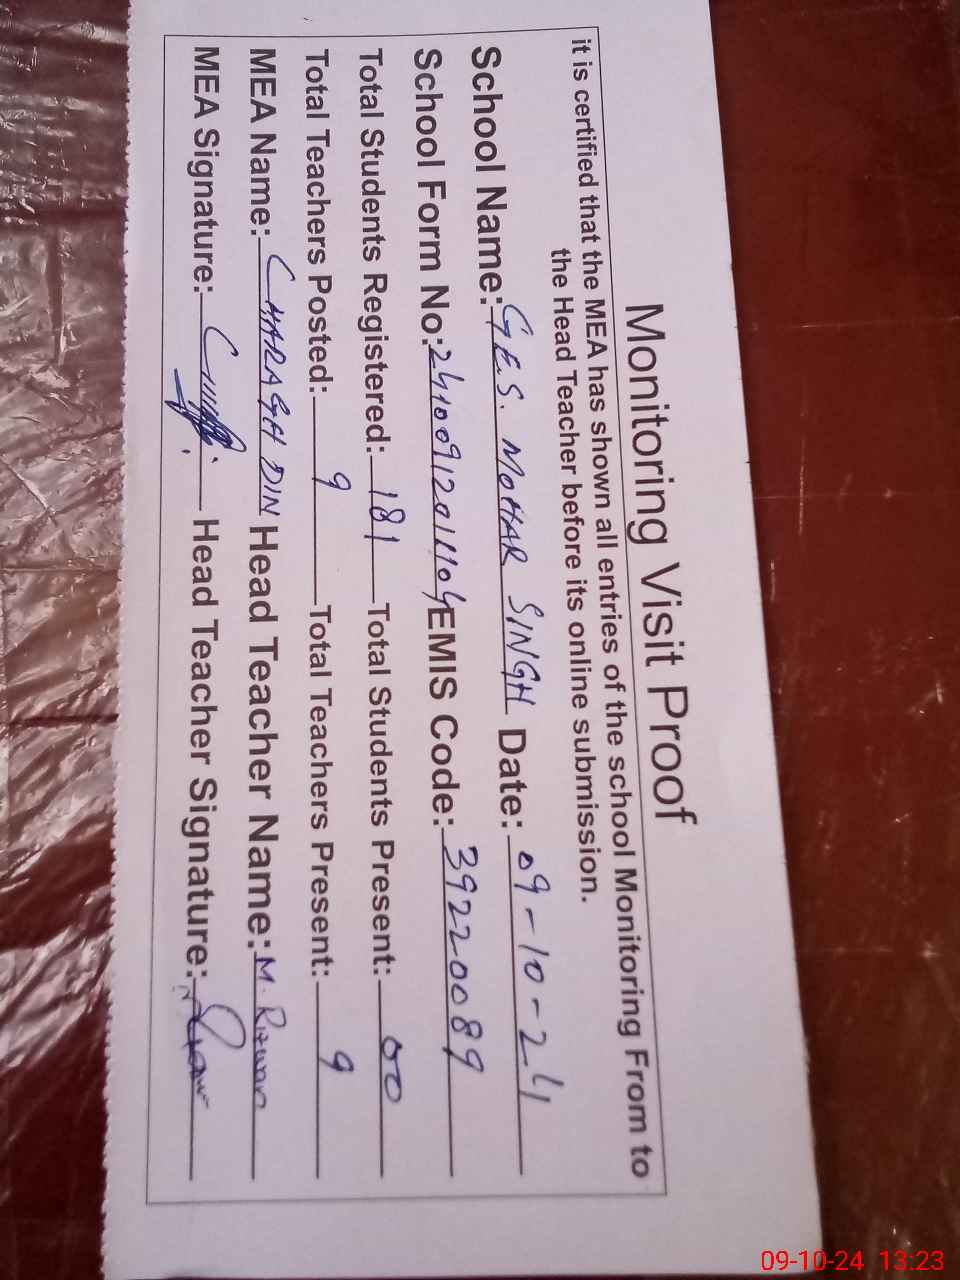 Monitoring Visit Proof
it is certified that the MEA has shown all entries of the school Monitoring From to
the Head Teacher before its online submission.
School Name: G.E.S. MOHAR SINGH Date: 09-10-24
School Form No: 24100912011104 EMIS Code: 39220089
Total Students Registered: 181 Total Students Present: 00
Total Teachers Posted: 9 Total Teachers Present: 9
MEA Name: CHARAGH DIN Head Teacher Name: M. Rizwan
MEA Signature: Head Teacher Signature:
09-10-24 13:23